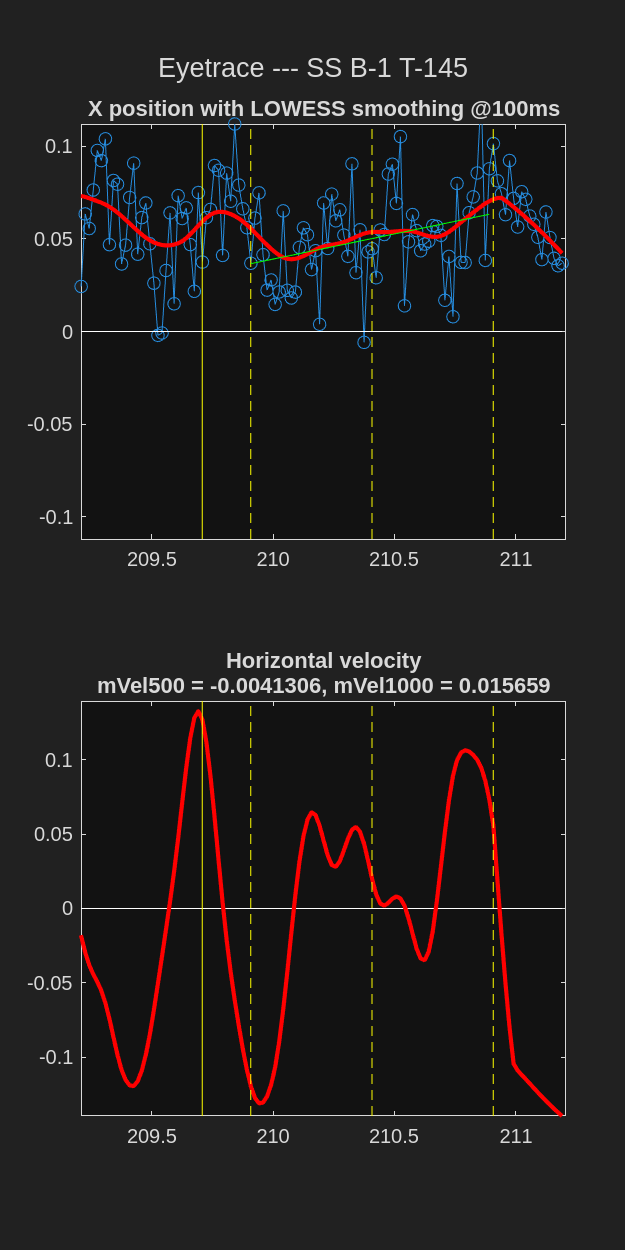 Eyetrace --- SS B-1 T-145
X position with LOWESS smoothing @100ms
0.1
0.05
0
-0.05
-0.1
209.5 210 210.5 211
Horizontal velocity
mVel500 = -0.0041306, mVel1000 = 0.015659
0.1
0.05
0
-0.05
-0.1
209.5 210 210.5 211